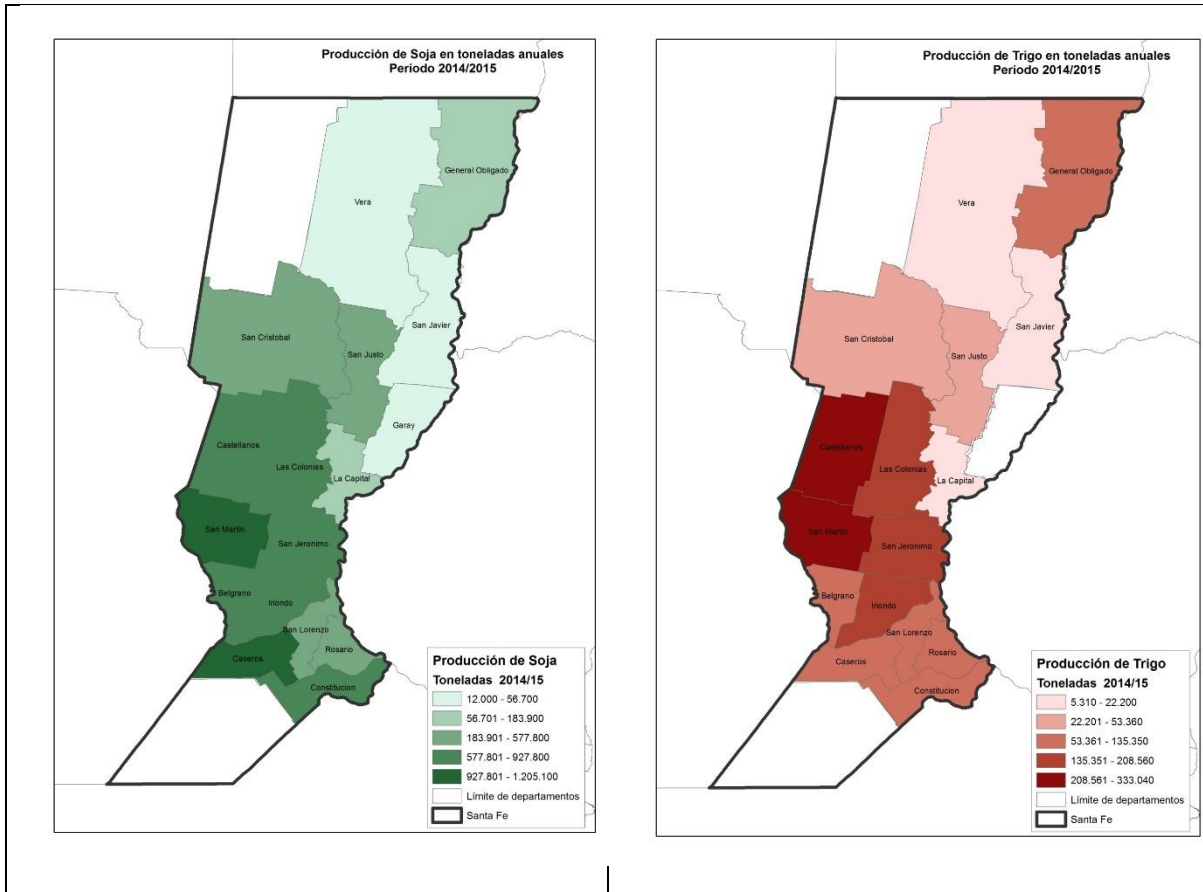 Producción de Soja en toneladas anuales
Período 2014/2015
General Obligado
Vera
San Javier
San Cristobal
San Justo
Garay
Castellanos
Las Colonias
La Capital
San Martin
San Jeronimo
Belgrano
Iriondo
San Lorenzo
Rosario
Caseros
Constitucion
Producción de Soja
Toneladas 2014/15
12.000 - 56.700
56.701 - 183.900
183.901 - 577.800
577.801 - 927.800
927.801 - 1.205.100
Límite de departamentos
Santa Fe
Producción de Trigo en toneladas anuales
Período 2014/2015
General Obligado
Vera
San Javier
San Cristobal
San Justo
Castellanos
Las Colonias
La Capital
San Martin
San Jeronimo
Belgrano
Iriondo
San Lorenzo
Rosario
Caseros
Constitucion
Producción de Trigo
Toneladas 2014/15
5.310 - 22.200
22.201 - 53.360
53.361 - 135.350
135.351 - 208.560
208.561 - 333.040
Límite de departamentos
Santa Fe